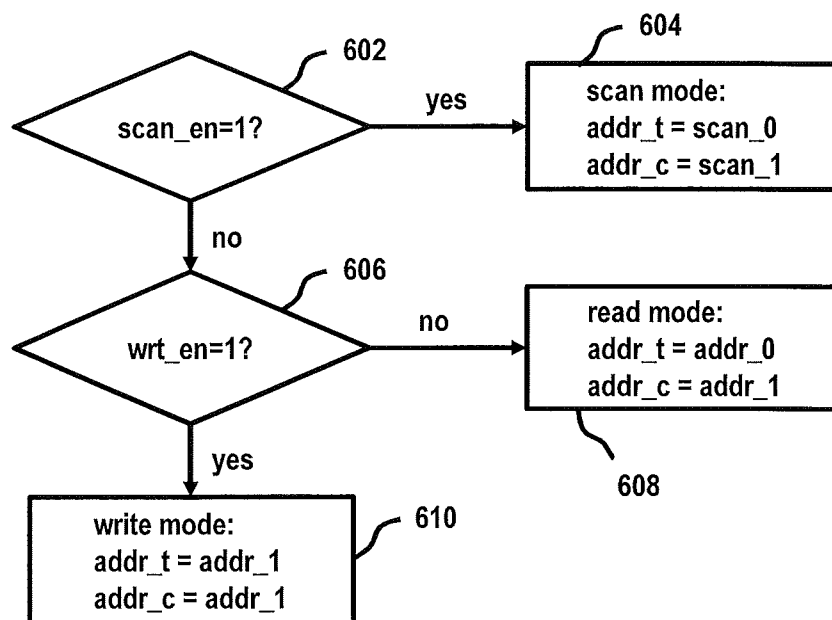 602
604
scan_en=1?
yes
scan mode:
addr_t = scan_0
addr_c = scan_1
no
606
wrt_en=1?
no
read mode:
addr_t = addr_0
addr_c = addr_1
608
yes
write mode:
addr_t = addr_1
addr_c = addr_1
610